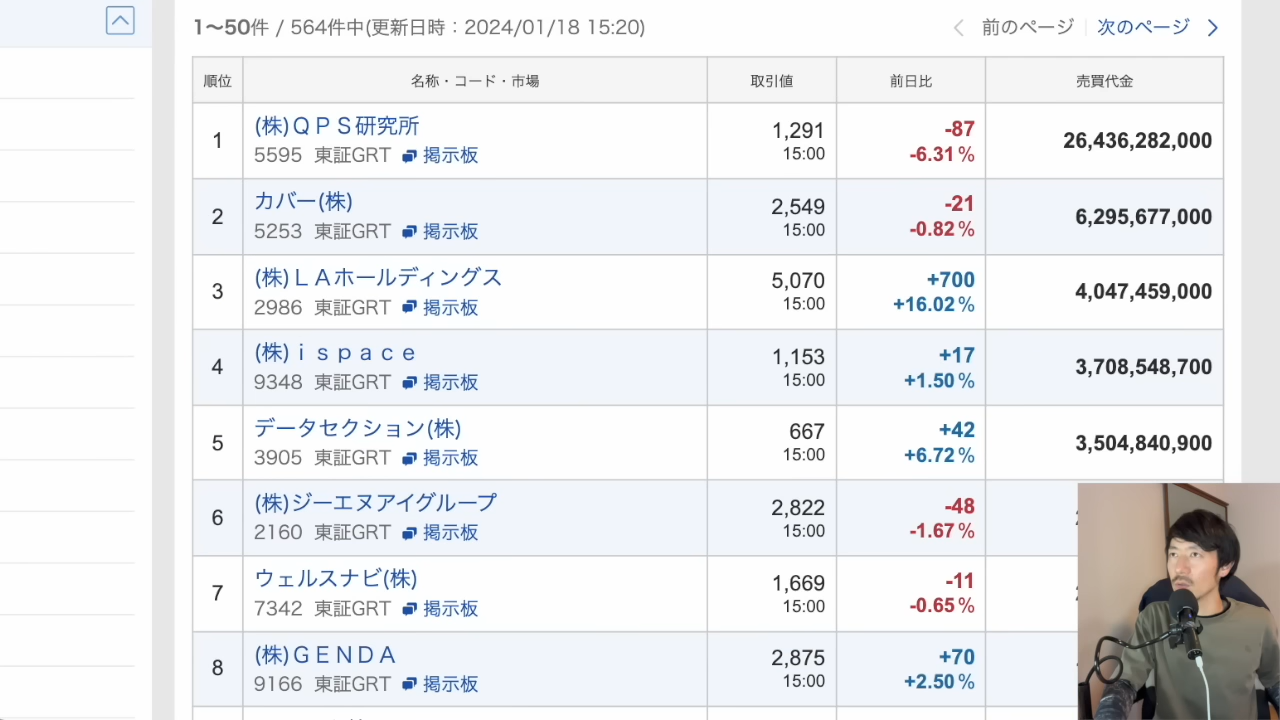 1〜50件 / 564件中(更新日時：2024/01/18 15:20)
前のページ 次のページ
順位 名称・コード・市場 取引値 前日比 売買代金
1 (株)ＱＰＳ研究所 1,291 -87 26,436,282,000
5595 東証GRT 掲示板 15:00 -6.31%
2 カバー(株) 2,549 -21 6,295,677,000
5253 東証GRT 掲示板 15:00 -0.82%
3 (株)ＬＡホールディングス 5,070 +700 4,047,459,000
2986 東証GRT 掲示板 15:00 +16.02%
4 (株)ｉｓｐａｃｅ 1,153 +17 3,708,548,700
9348 東証GRT 掲示板 15:00 +1.50%
5 データセクション(株) 667 +42 3,504,840,900
3905 東証GRT 掲示板 15:00 +6.72%
6 (株)ジーエヌアイグループ 2,822 -48
2160 東証GRT 掲示板 15:00 -1.67%
7 ウェルスナビ(株) 1,669 -11
7342 東証GRT 掲示板 15:00 -0.65%
8 (株)ＧＥＮＤＡ 2,875 +70
9166 東証GRT 掲示板 15:00 +2.50%